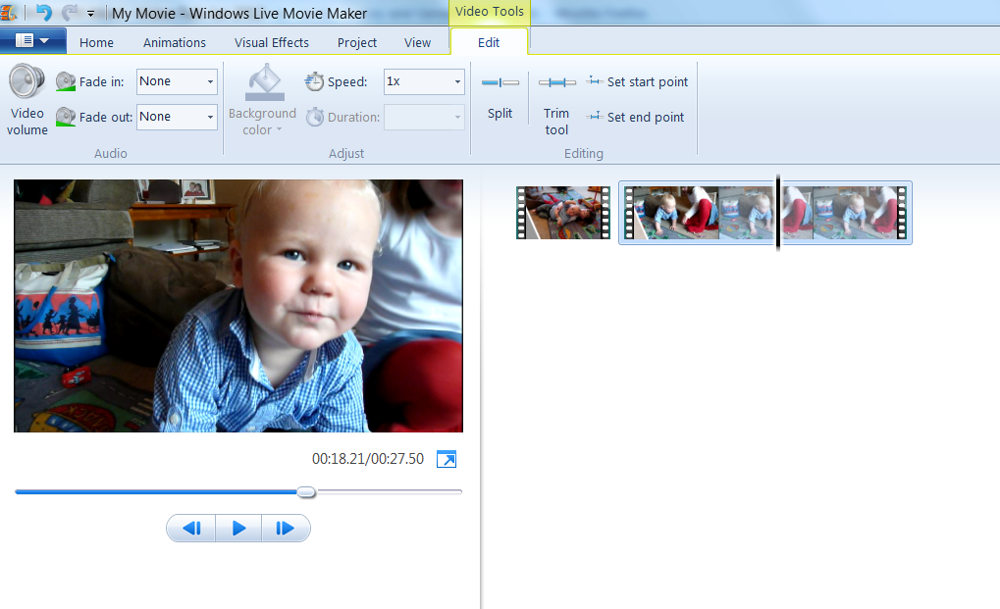 My Movie - Windows Live Movie Maker
Video Tools
Home Animations Visual Effects Project View Edit
Video volume
Fade in: None
Fade out: None
Audio
Background color
Speed: 1x
Duration:
Adjust
Split
Trim tool
Set start point
Set end point
Editing
00:18.21/00:27.50